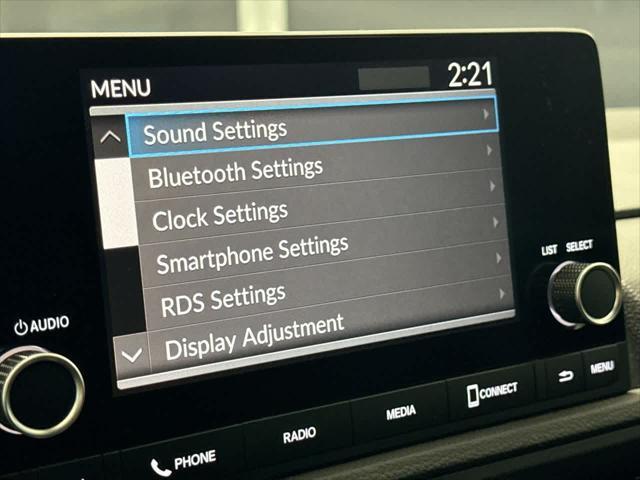 MENU 2:21
Sound Settings
Bluetooth Settings
Clock Settings
Smartphone Settings
RDS Settings
Display Adjustment
LIST SELECT
AUDIO
PHONE RADIO MEDIA CONNECT MENU